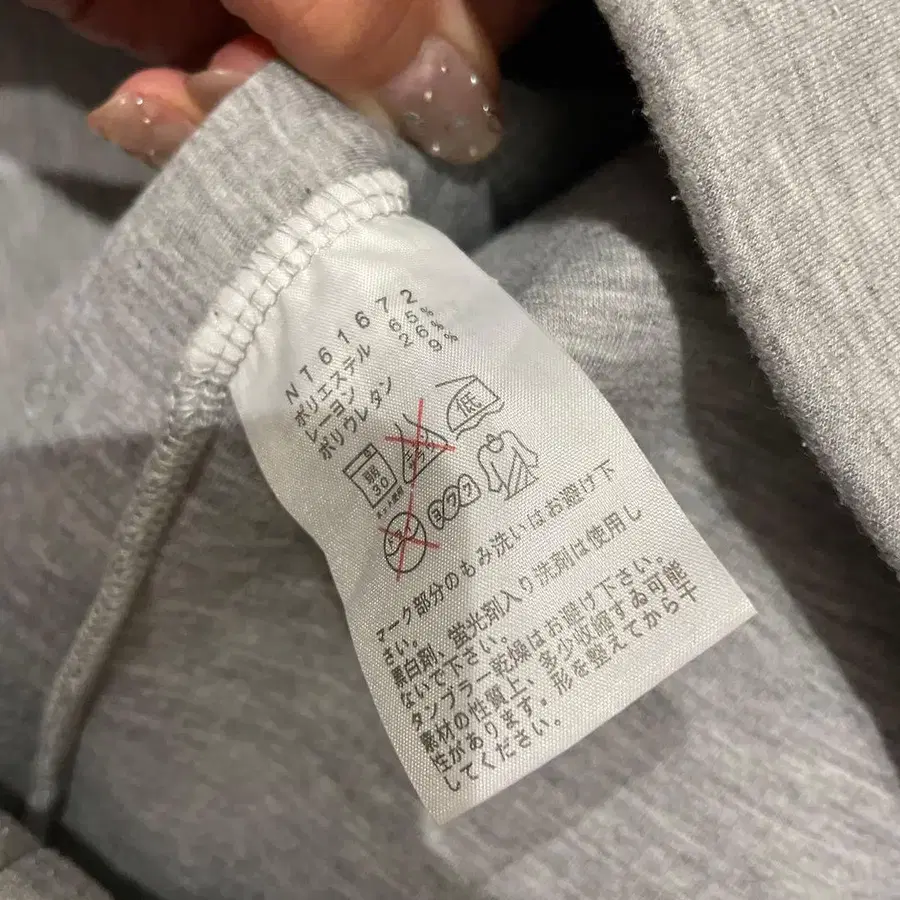 NT61672
ポリエステル 65%
レーヨン 26%
ポリウレタン 9%
弱
30
低
ヨワク
マーク部分のもみ洗いはお避け下
さい。
漂白剤、蛍光剤入り洗剤は使用し
ないで下さい。
タンブラー乾燥はお避け下さい。
素材の性質上、多少收縮する可能
性があります。形を整えてから干
してください。